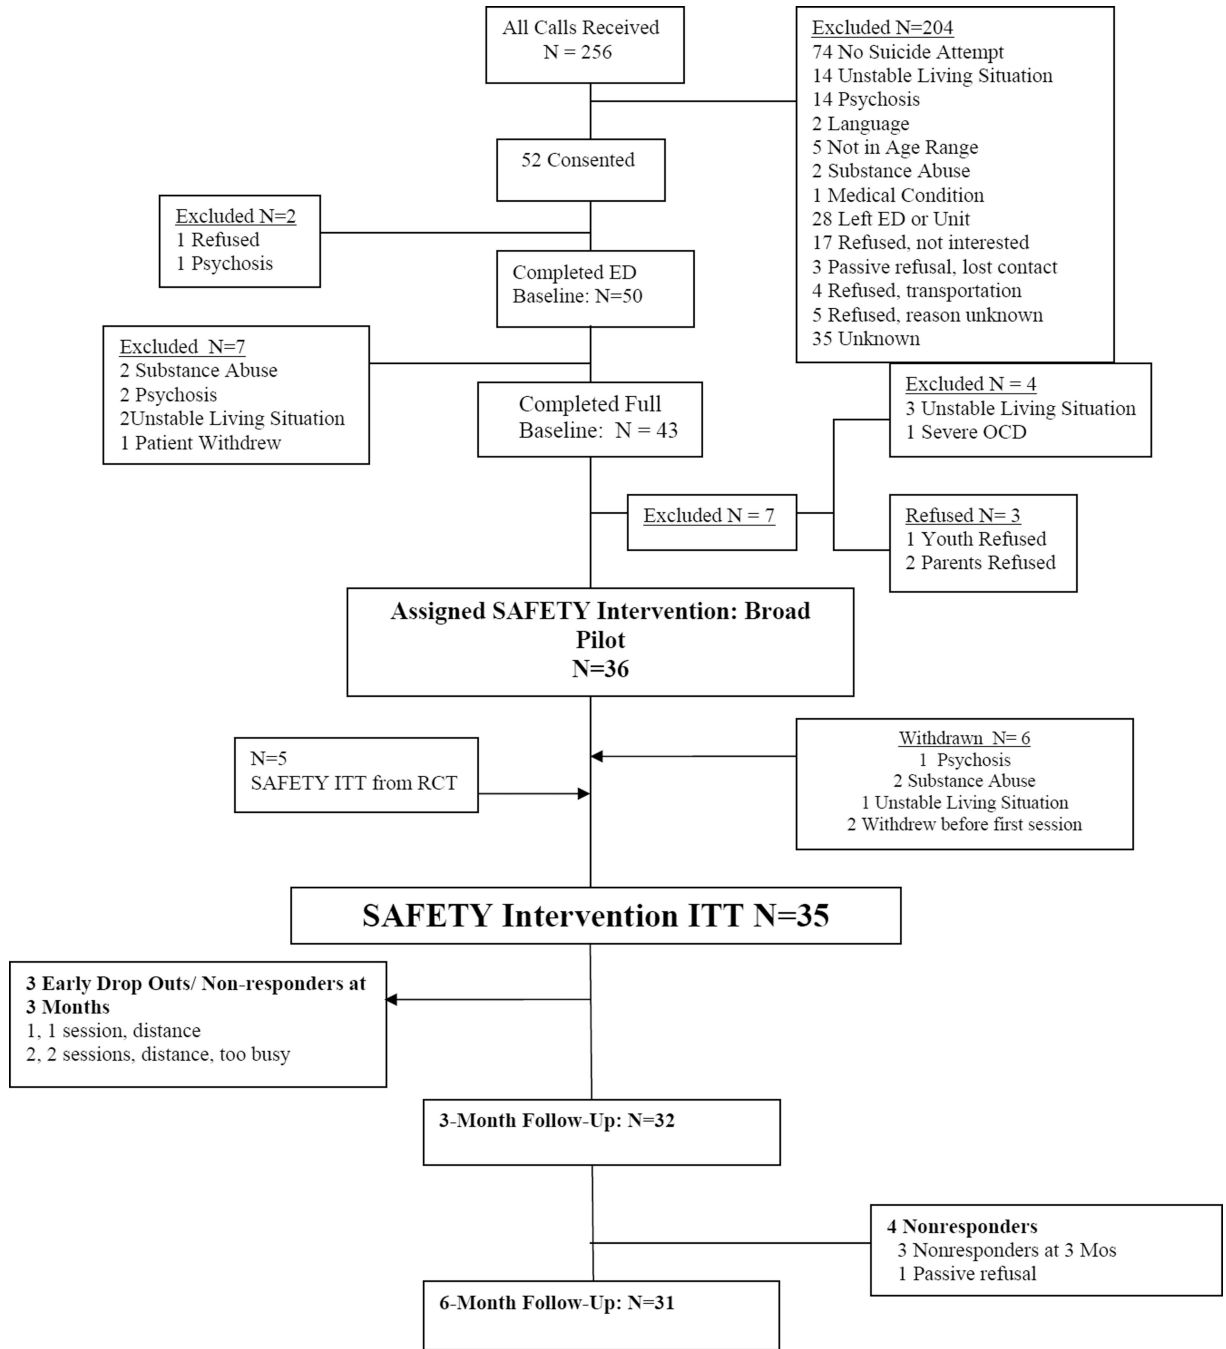 All Calls Received
N = 256
Excluded N=204
74 No Suicide Attempt
14 Unstable Living Situation
14 Psychosis
2 Language
5 Not in Age Range
2 Substance Abuse
1 Medical Condition
28 Left ED or Unit
17 Refused, not interested
3 Passive refusal, lost contact
4 Refused, transportation
5 Refused, reason unknown
35 Unknown
52 Consented
Excluded N=2
1 Refused
1 Psychosis
Completed ED
Baseline: N=50
Excluded N=7
2 Substance Abuse
2 Psychosis
2Unstable Living Situation
1 Patient Withdrew
Completed Full
Baseline: N = 43
Excluded N = 4
3 Unstable Living Situation
1 Severe OCD
Excluded N = 7
Refused N= 3
1 Youth Refused
2 Parents Refused
Assigned SAFETY Intervention: Broad
Pilot
N=36
N=5
SAFETY ITT from RCT
Withdrawn N= 6
1 Psychosis
2 Substance Abuse
1 Unstable Living Situation
2 Withdrew before first session
SAFETY Intervention ITT N=35
3 Early Drop Outs/ Non-responders at
3 Months
1, 1 session, distance
2, 2 sessions, distance, too busy
3-Month Follow-Up: N=32
4 Nonresponders
3 Nonresponders at 3 Mos
1 Passive refusal
6-Month Follow-Up: N=31